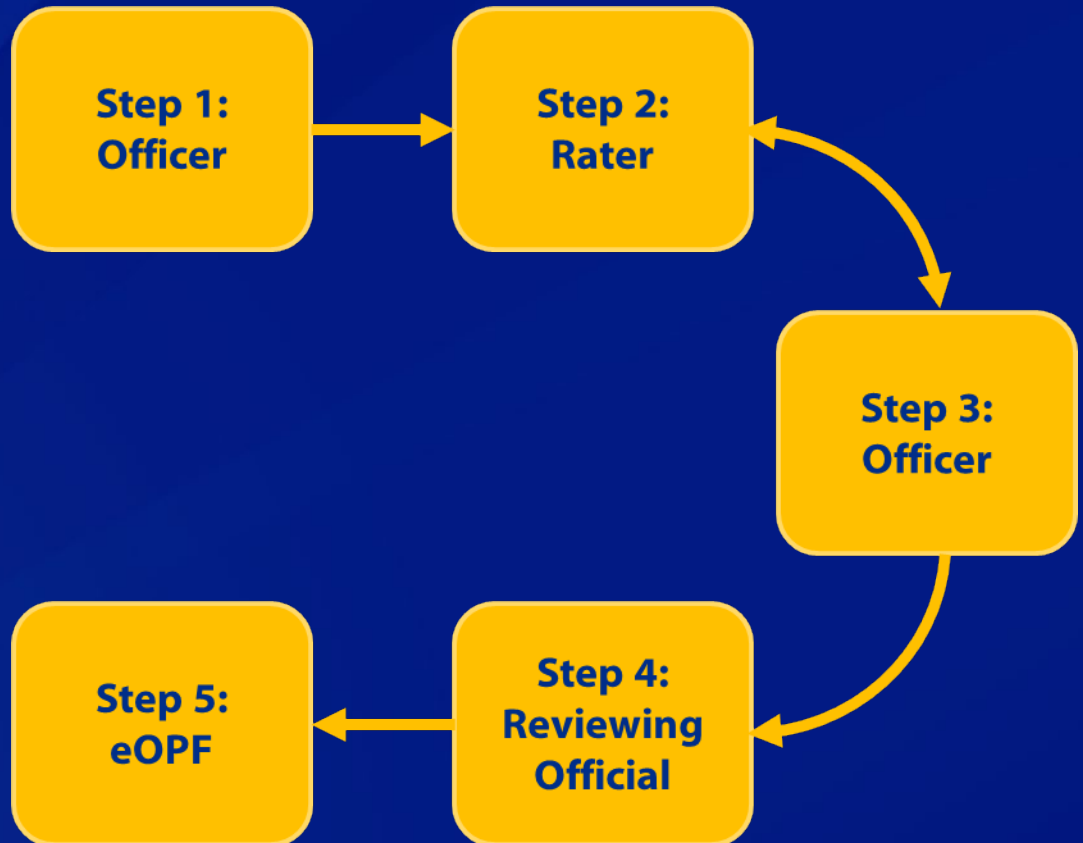 Step 1:
Officer
Step 2:
Rater
Step 3:
Officer
Step 4:
Reviewing
Official
Step 5:
eOPF